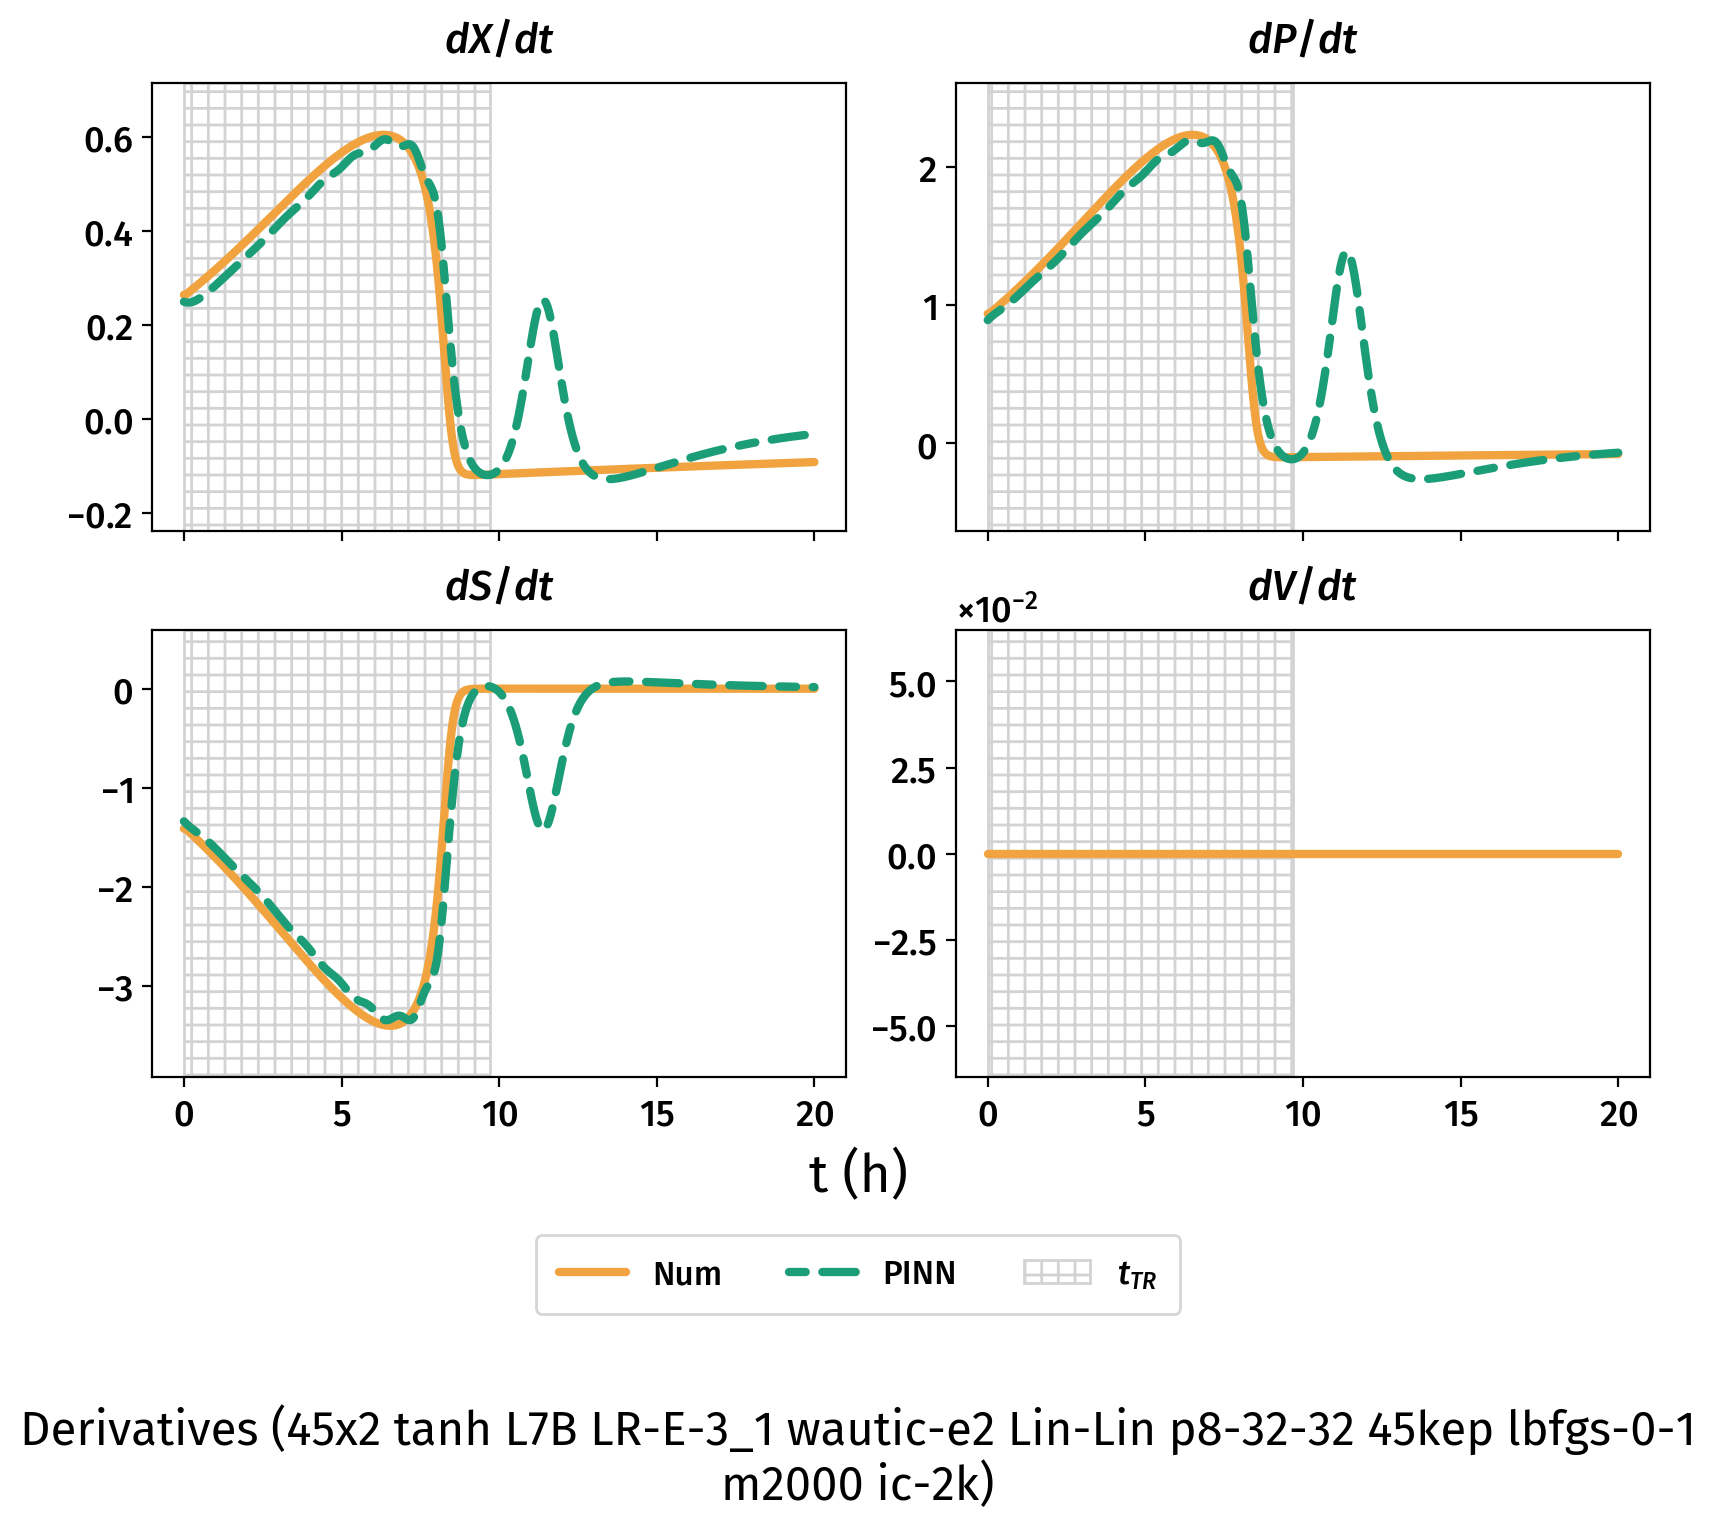 dX/dt
dP/dt
0.6
0.4
0.2
0.0
−0.2
2
1
0
dS/dt
dV/dt
×10⁻²
0
−1
−2
−3
5.0
2.5
0.0
−2.5
−5.0
0 5 10 15 20
0 5 10 15 20
t (h)
Num PINN t_TR
Derivatives (45x2 tanh L7B LR-E-3_1 wautic-e2 Lin-Lin p8-32-32 45kep lbfgs-0-1
m2000 ic-2k)